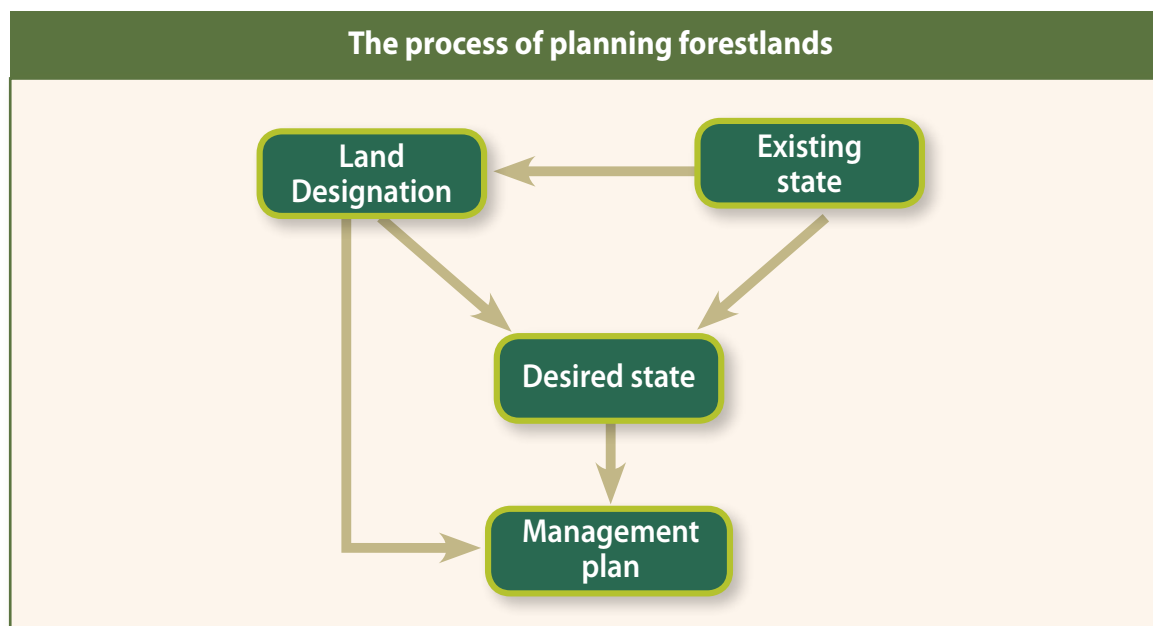 The process of planning forestlands
Land
Designation
Existing
state
Desired state
Management
plan